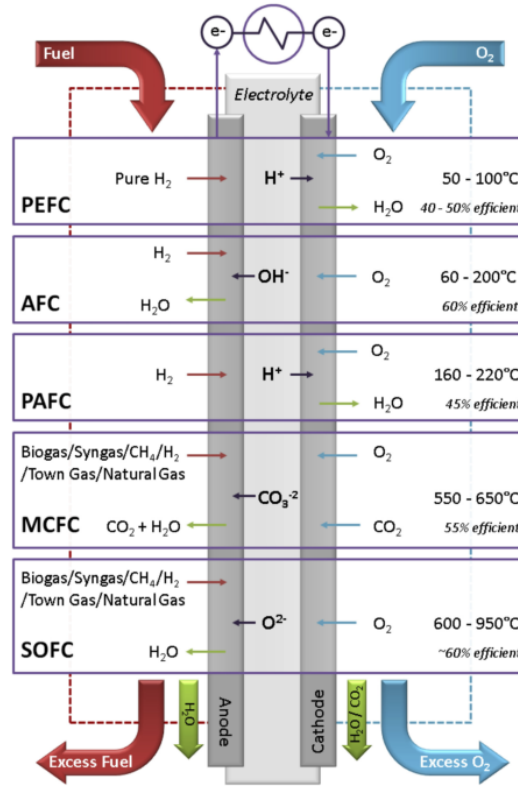 e-
e-
Fuel
O₂
Electrolyte
O₂
Pure H₂
H⁺
50 - 100°C
H₂O
PEFC
40 - 50% efficient
H₂
OH⁻
O₂
60 - 200°C
H₂O
AFC
60% efficient
O₂
H₂
H⁺
160 - 220°C
H₂O
PAFC
45% efficient
Biogas/Syngas/CH₄/H₂
/Town Gas/Natural Gas
O₂
CO₃⁻²
550 - 650°C
MCFC
CO₂ + H₂O
CO₂
55% efficient
Biogas/Syngas/CH₄/H₂
/Town Gas/Natural Gas
O²⁻
O₂
600 - 950°C
SOFC
H₂O
~60% efficient
H₂O
Anode
Cathode
H₂O / CO₂
Excess Fuel
Excess O₂